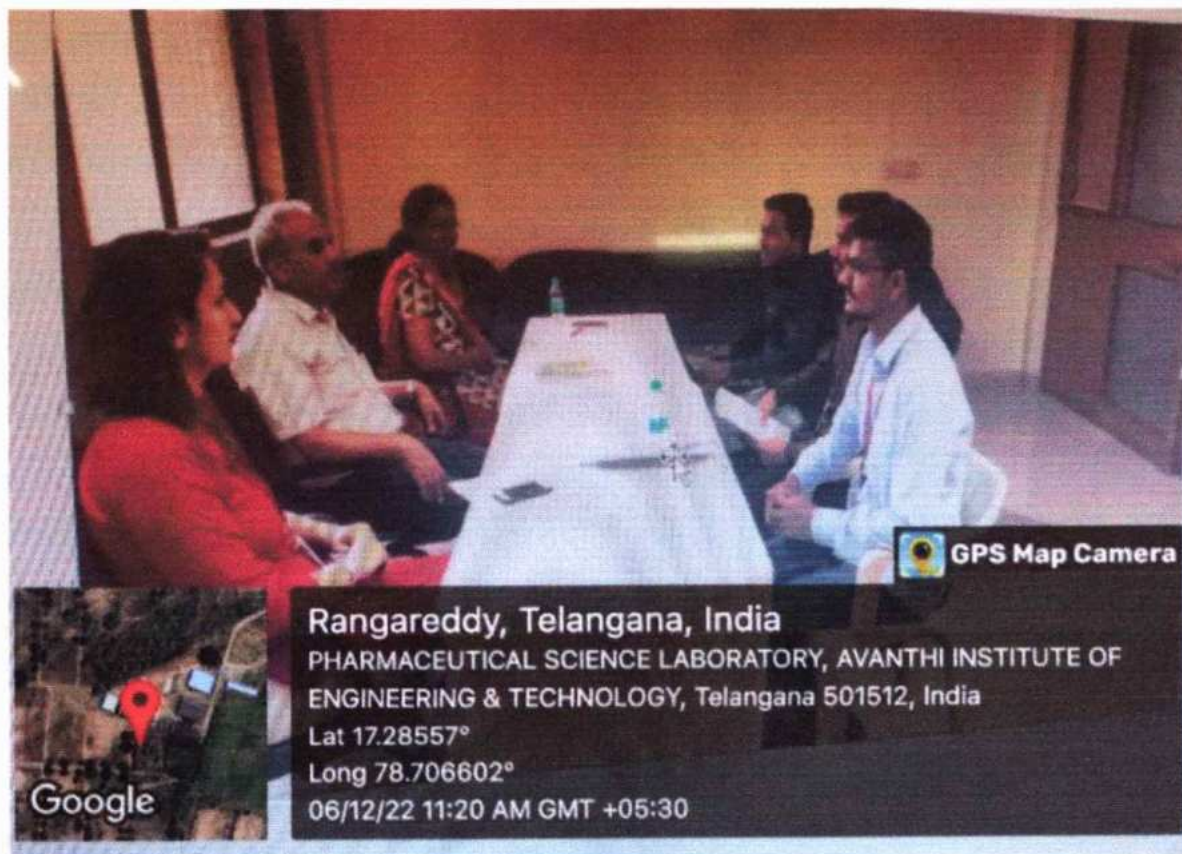 GPS Map Camera
Rangareddy, Telangana, India
PHARMACEUTICAL SCIENCE LABORATORY, AVANTHI INSTITUTE OF
ENGINEERING & TECHNOLOGY, Telangana 501512, India
Lat 17.28557°
Long 78.706602°
06/12/22 11:20 AM GMT +05:30
Google